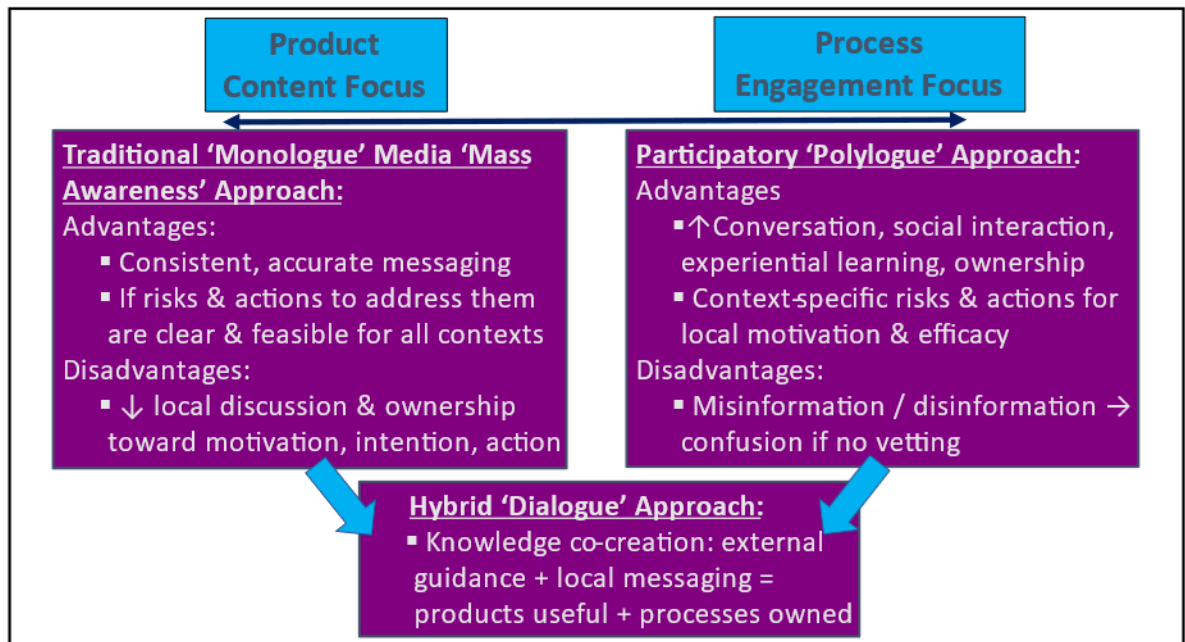 Product
Content Focus
Process
Engagement Focus
Traditional ‘Monologue’ Media ‘Mass
Awareness’ Approach:
Advantages:
▪ Consistent, accurate messaging
▪ If risks & actions to address them
are clear & feasible for all contexts
Disadvantages:
▪ ↓ local discussion & ownership
toward motivation, intention, action
Participatory ‘Polylogue’ Approach:
Advantages
▪↑Conversation, social interaction,
experiential learning, ownership
▪ Context-specific risks & actions for
local motivation & efficacy
Disadvantages:
▪ Misinformation / disinformation →
confusion if no vetting
Hybrid ‘Dialogue’ Approach:
▪ Knowledge co-creation: external
guidance + local messaging =
products useful + processes owned